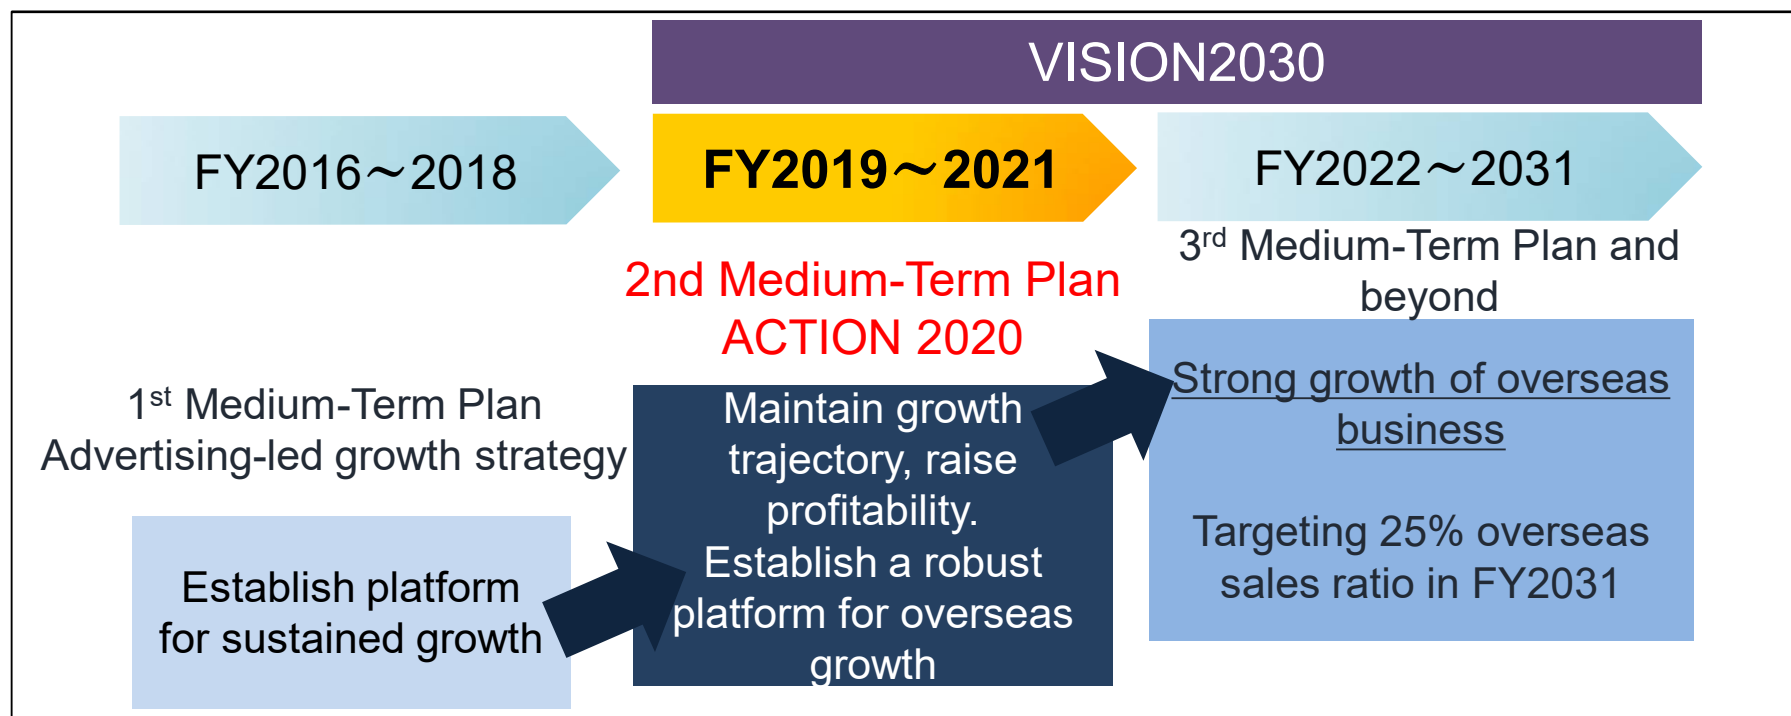 VISION2030
FY2016～2018
FY2019～2021
FY2022～2031
1st Medium-Term Plan
Advertising-led growth strategy
Establish platform
for sustained growth
2nd Medium-Term Plan
ACTION 2020
Maintain growth
trajectory, raise
profitability.
Establish a robust
platform for overseas
growth
3rd Medium-Term Plan and
beyond
Strong growth of overseas
business
Targeting 25% overseas
sales ratio in FY2031